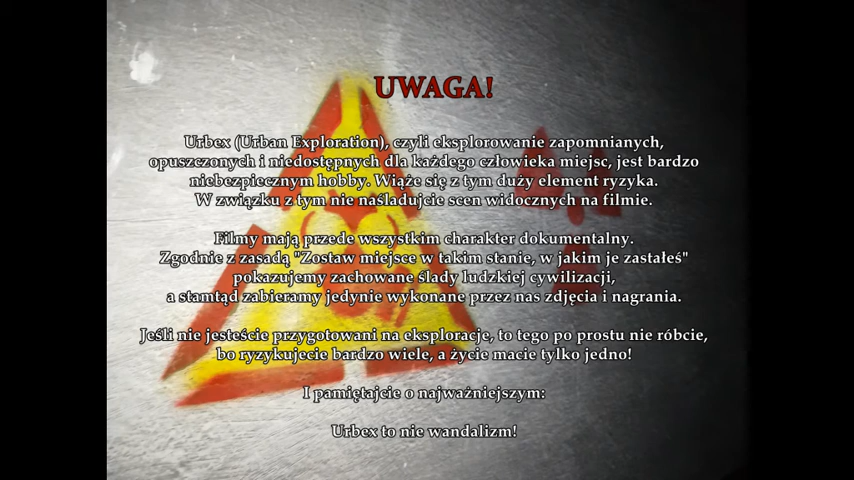 UWAGA!
Urbex (Urban Exploration), czyli eksplorowanie zapomnianych,
opuszczonych i niedostępnych dla każdego człowieka miejsc, jest bardzo
niebezpiecznym hobby. Wiąże się z tym duży element ryzyka.
W związku z tym nie naśladujcie scen widocznych na filmie.
Filmy mają przede wszystkim charakter dokumentalny.
Zgodnie z zasadą "Zostaw miejsce w takim stanie, w jakim je zastałeś"
pokazujemy zachowane ślady ludzkiej cywilizacji,
a stamtąd zabieramy jedynie wykonane przez nas zdjęcia i nagrania.
Jeśli nie jesteście przygotowani na eksploracje, to tego po prostu nie róbcie,
bo ryzykujecie bardzo wiele, a życie macie tylko jedno!
I pamiętajcie o najważniejszym:
Urbex to nie wandalizm!